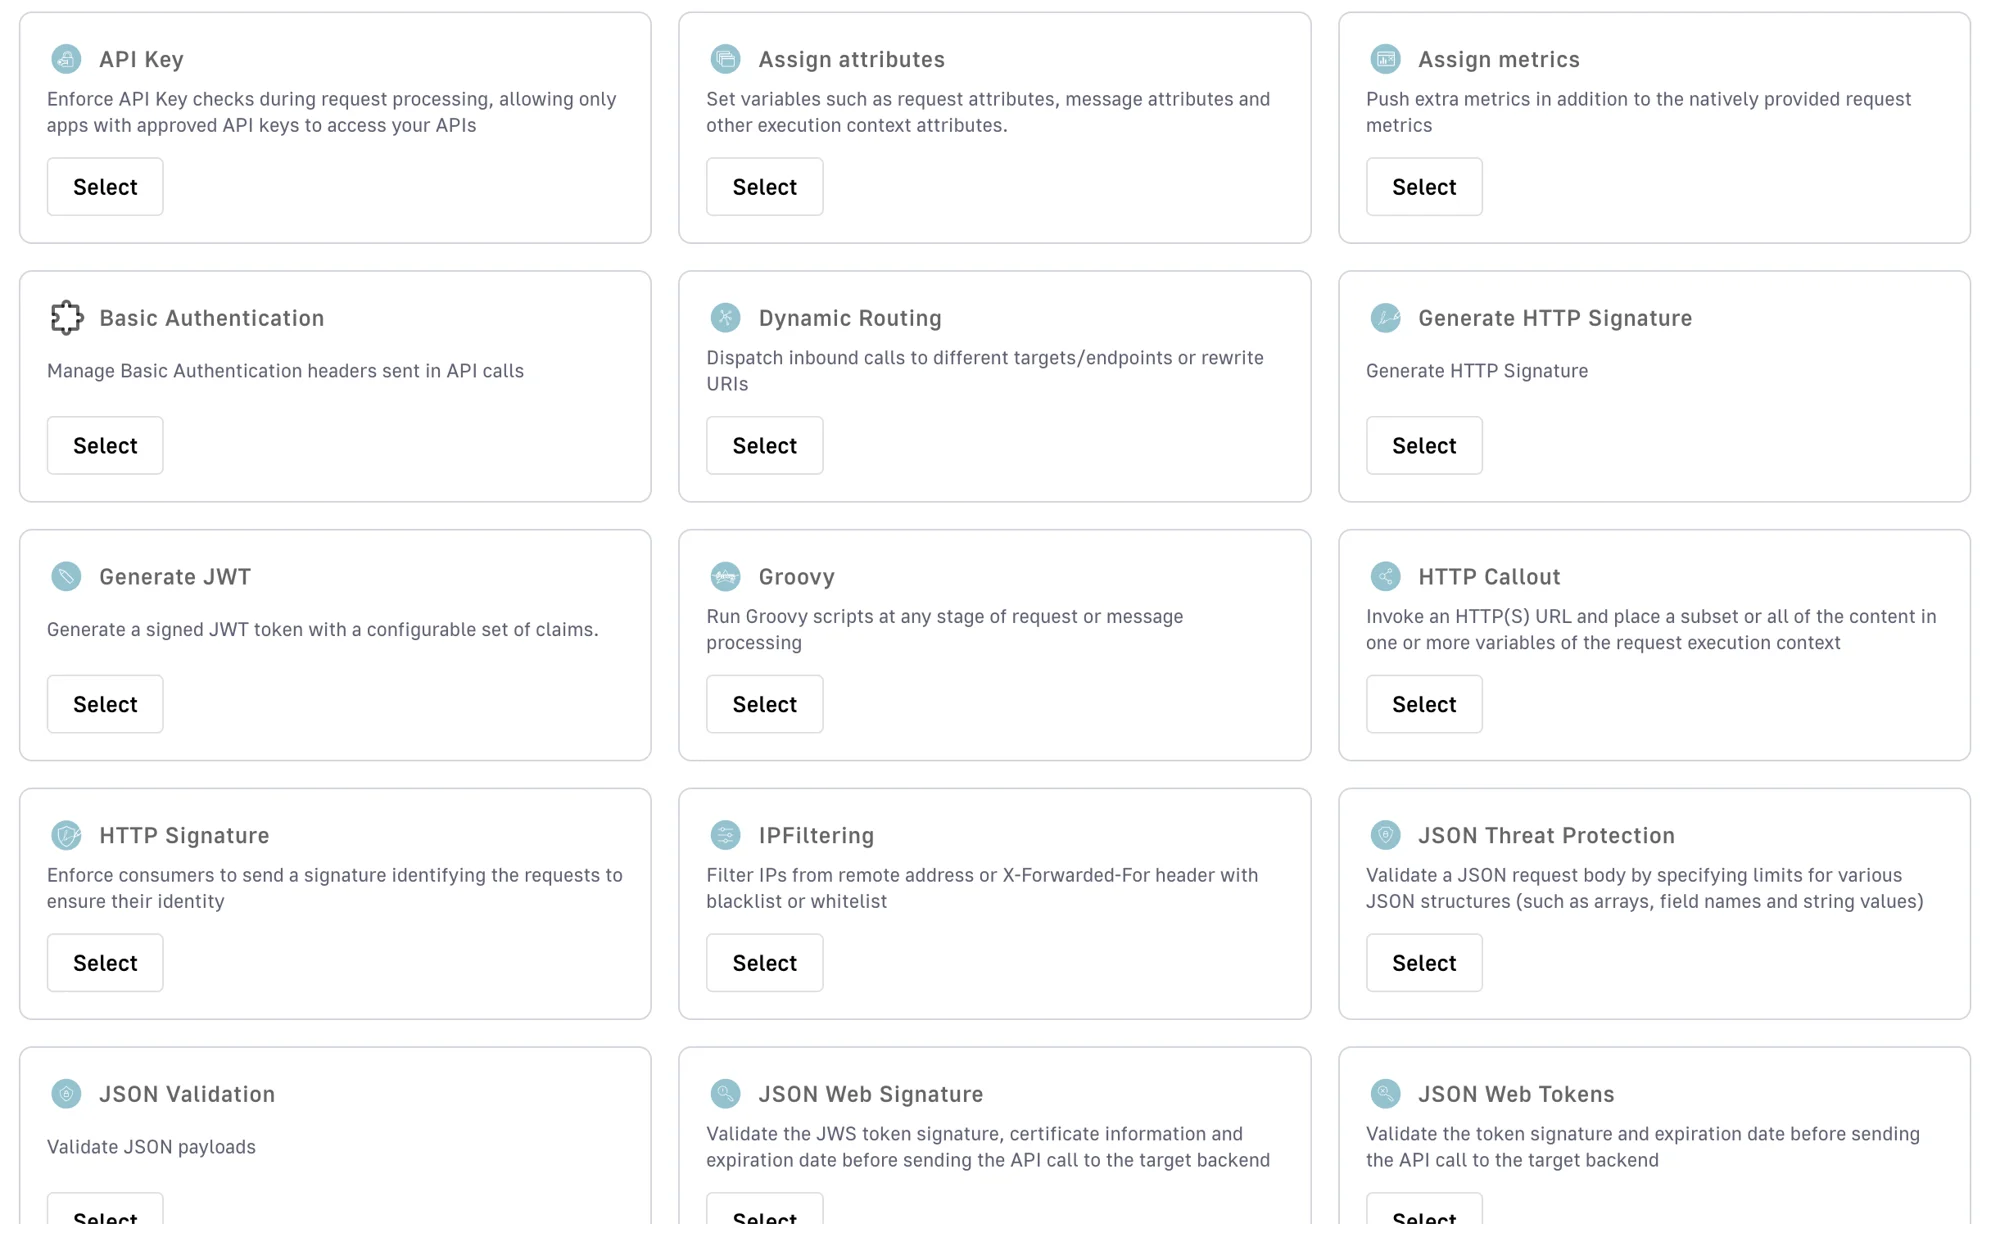 API Key
Enforce API Key checks during request processing, allowing only
apps with approved API keys to access your APIs
Select
Assign attributes
Set variables such as request attributes, message attributes and
other execution context attributes.
Select
Assign metrics
Push extra metrics in addition to the natively provided request
metrics
Select
Basic Authentication
Manage Basic Authentication headers sent in API calls
Select
Dynamic Routing
Dispatch inbound calls to different targets/endpoints or rewrite
URIs
Select
Generate HTTP Signature
Generate HTTP Signature
Select
Generate JWT
Generate a signed JWT token with a configurable set of claims.
Select
Groovy
Run Groovy scripts at any stage of request or message
processing
Select
HTTP Callout
Invoke an HTTP(S) URL and place a subset or all of the content in
one or more variables of the request execution context
Select
HTTP Signature
Enforce consumers to send a signature identifying the requests to
ensure their identity
Select
IPFiltering
Filter IPs from remote address or X-Forwarded-For header with
blacklist or whitelist
Select
JSON Threat Protection
Validate a JSON request body by specifying limits for various
JSON structures (such as arrays, field names and string values)
Select
JSON Validation
Validate JSON payloads
Select
JSON Web Signature
Validate the JWS token signature, certificate information and
expiration date before sending the API call to the target backend
Select
JSON Web Tokens
Validate the token signature and expiration date before sending
the API call to the target backend
Select